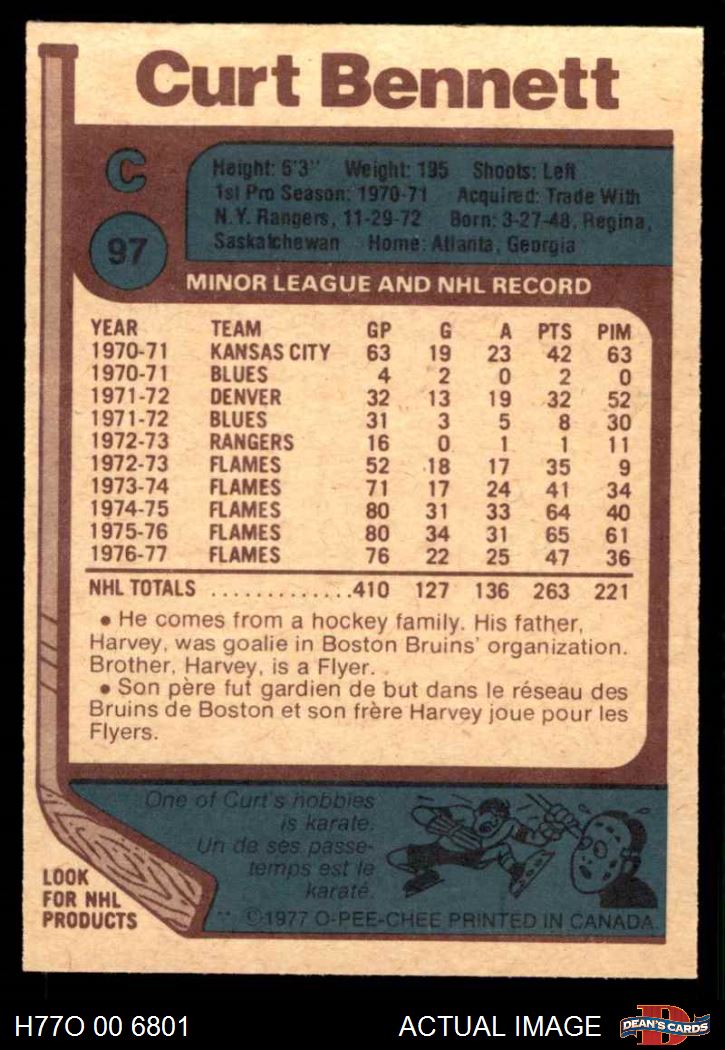 Curt Bennett
C
Height: 6'3" Weight: 195 Shoots: Left
1st Pro Season: 1970-71 Acquired: Trade With
N.Y. Rangers, 11-29-72 Born: 3-27-48, Regina,
Saskatchewan Home: Atlanta, Georgia
97
MINOR LEAGUE AND NHL RECORD
YEAR TEAM GP G A PTS PIM
1970-71 KANSAS CITY 63 19 23 42 63
1970-71 BLUES 4 2 0 2 0
1971-72 DENVER 32 13 19 32 52
1971-72 BLUES 31 3 5 8 30
1972-73 RANGERS 16 0 1 1 11
1972-73 FLAMES 52 18 17 35 9
1973-74 FLAMES 71 17 24 41 34
1974-75 FLAMES 80 31 33 64 40
1975-76 FLAMES 80 34 31 65 61
1976-77 FLAMES 76 22 25 47 36
NHL TOTALS .............410 127 136 263 221
• He comes from a hockey family. His father,
Harvey, was goalie in Boston Bruins' organization.
Brother, Harvey, is a Flyer.
• Son père fut gardien de but dans le réseau des
Bruins de Boston et son frère Harvey joue pour les
Flyers.
One of Curt's hobbies
is karate.
Un de ses passe-
temps est le
karaté.
LOOK
FOR NHL
PRODUCTS
** ©1977 O-PEE-CHEE PRINTED IN CANADA
H77O 00 6801 ACTUAL IMAGE
D
DEAN'S CARDS